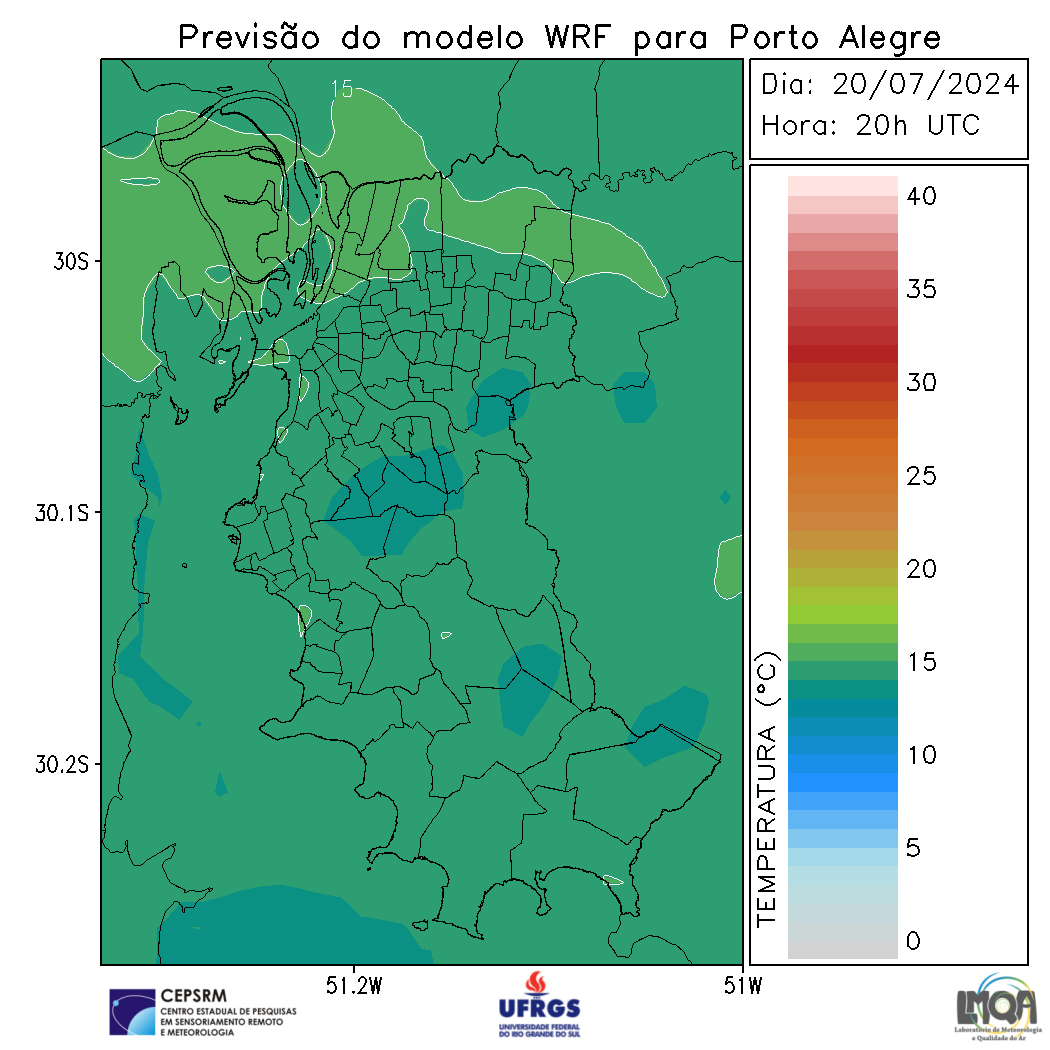 Previsão do modelo WRF para Porto Alegre
Dia: 20/07/2024
Hora: 20h UTC
15
30S
30.1S
30.2S
51.2W
51W
TEMPERATURA (°C)
40
35
30
25
20
15
10
5
0
CEPSRM
CENTRO ESTADUAL DE PESQUISAS
EM SENSORIAMENTO REMOTO
E METEOROLOGIA
UFRGS
UNIVERSIDADE FEDERAL
DO RIO GRANDE DO SUL
LMQA
Laboratório de Meteorologia
e Qualidade do Ar